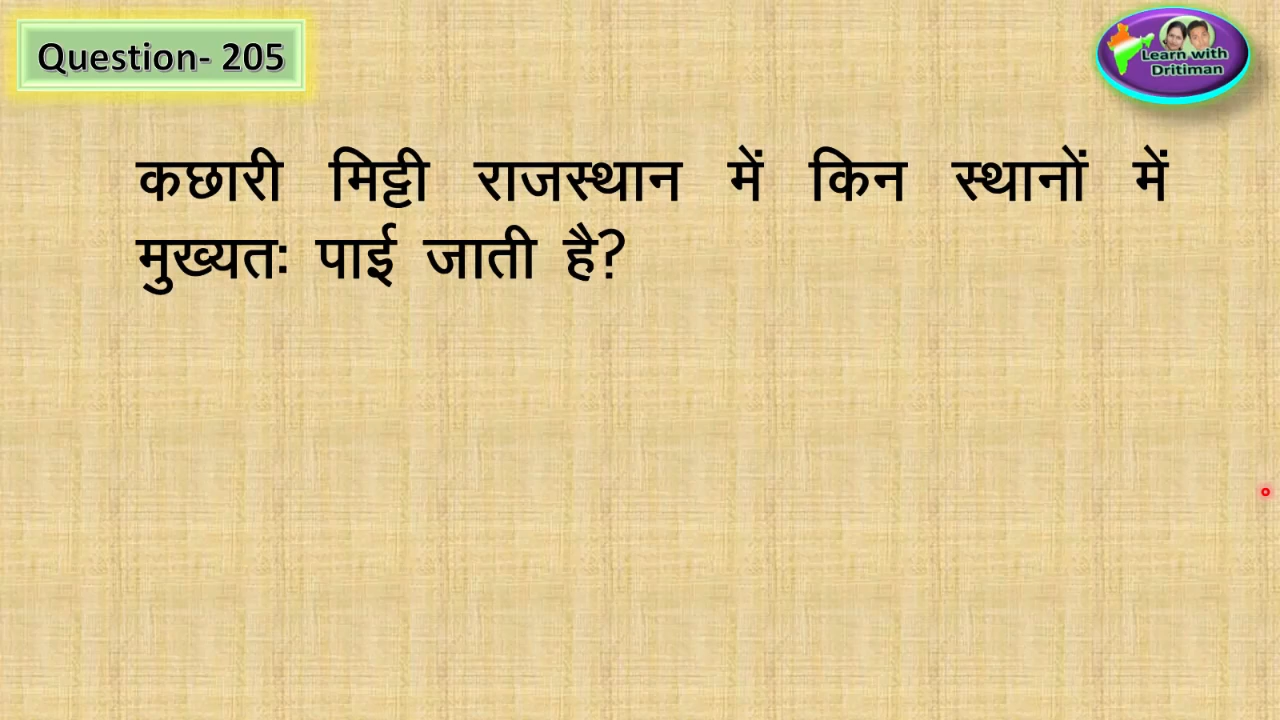 Question- 205
Learn with
Dritiman
कछारी मिट्टी राजस्थान में किन स्थानों में
मुख्यतः पाई जाती है?